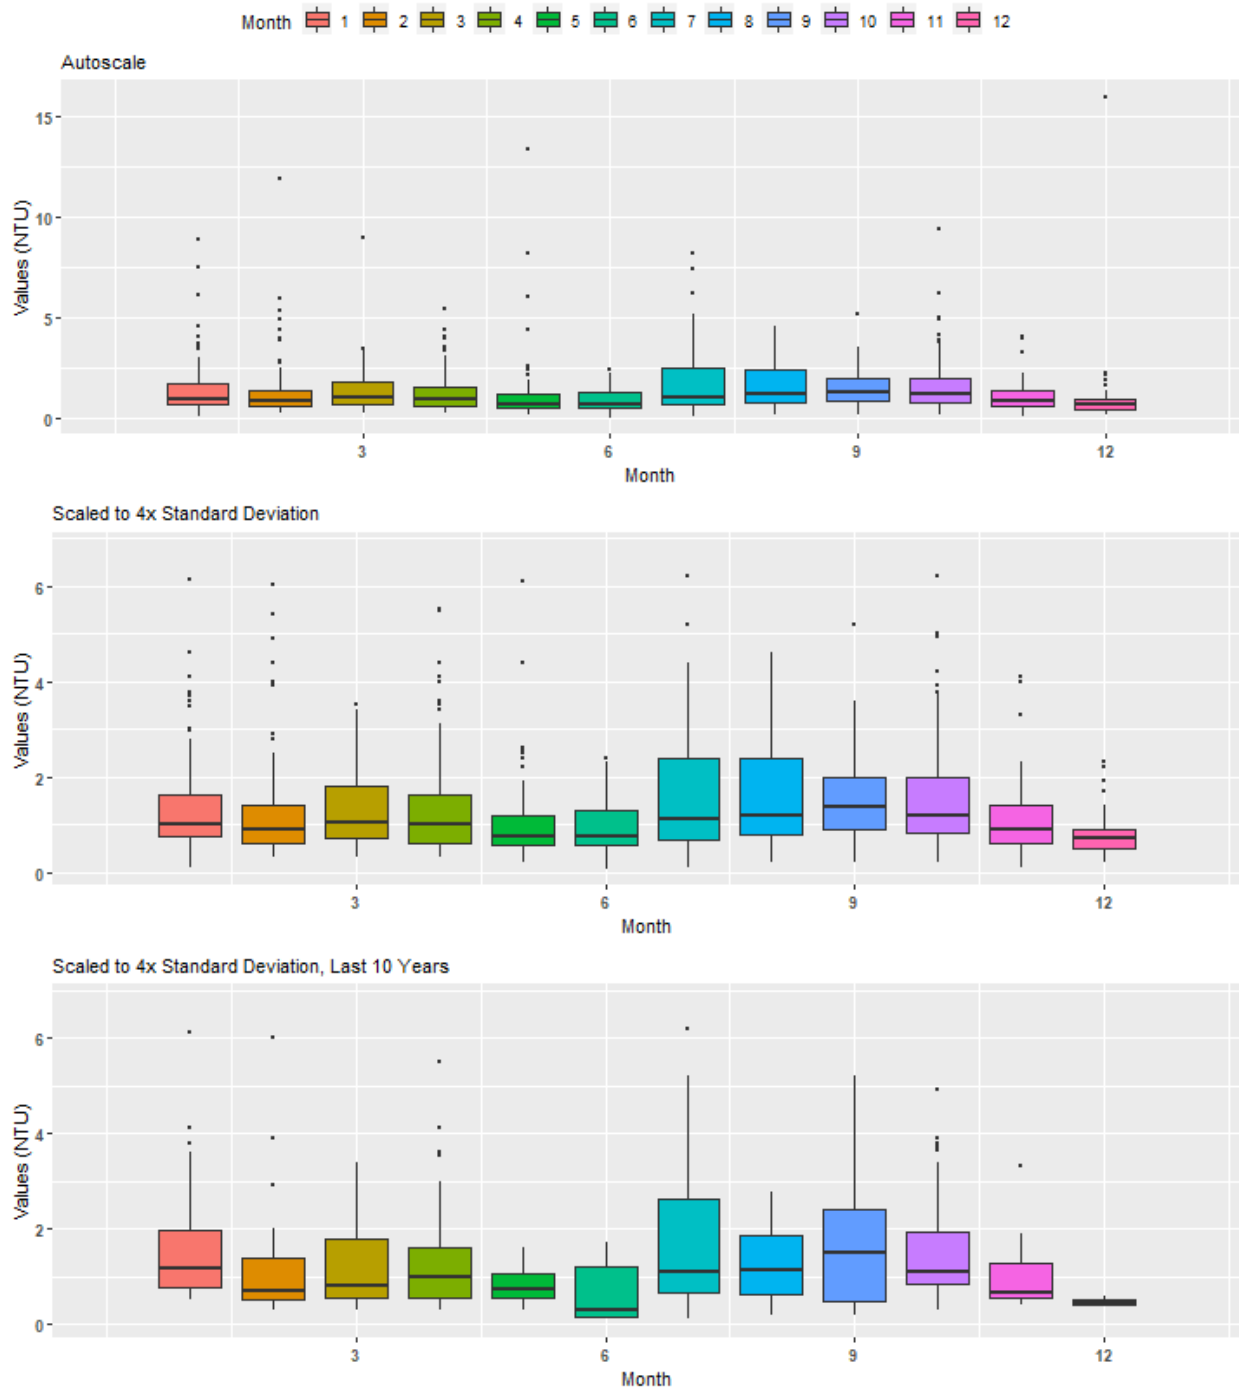 Month 1 2 3 4 5 6 7 8 9 10 11 12
Autoscale
Values (NTU)
15
10
5
0
3 6 9 12
Month
Scaled to 4x Standard Deviation
Values (NTU)
6
4
2
0
3 6 9 12
Month
Scaled to 4x Standard Deviation, Last 10 Years
Values (NTU)
6
4
2
0
3 6 9 12
Month